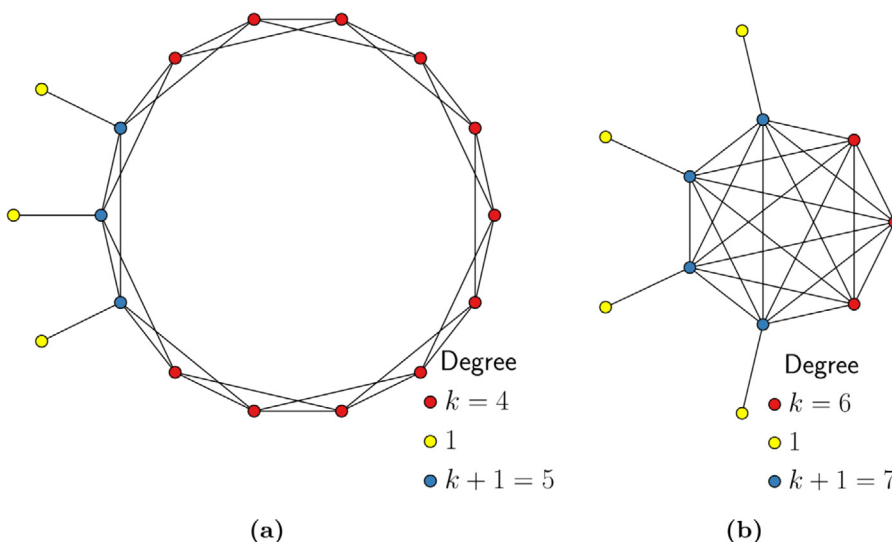 Degree
k = 4
1
k + 1 = 5
(a)
Degree
k = 6
1
k + 1 = 7
(b)